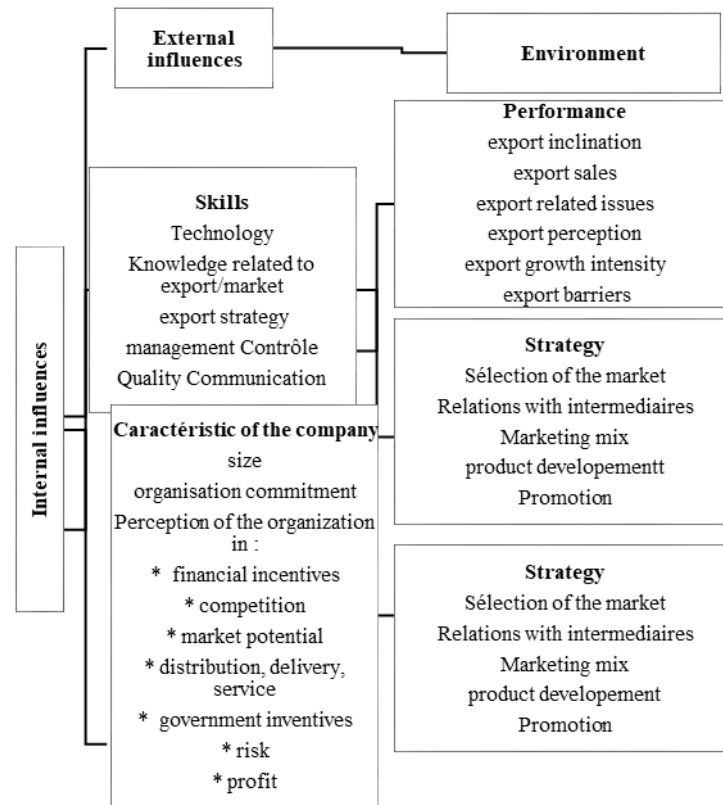 External
influences
Environment
Internal influences
Skills
Technology
Knowledge related to
export/market
export strategy
management Contrôle
Quality Communication
Caractéristic of the company
size
organisation commitment
Perception of the organization
in :
* financial incentives
* competition
* market potential
* distribution, delivery,
service
* government inventives
* risk
* profit
Performance
export inclination
export sales
export related issues
export perception
export growth intensity
export barriers
Strategy
Sélection of the market
Relations with intermediaires
Marketing mix
product developementt
Promotion
Strategy
Sélection of the market
Relations with intermediaires
Marketing mix
product developement
Promotion